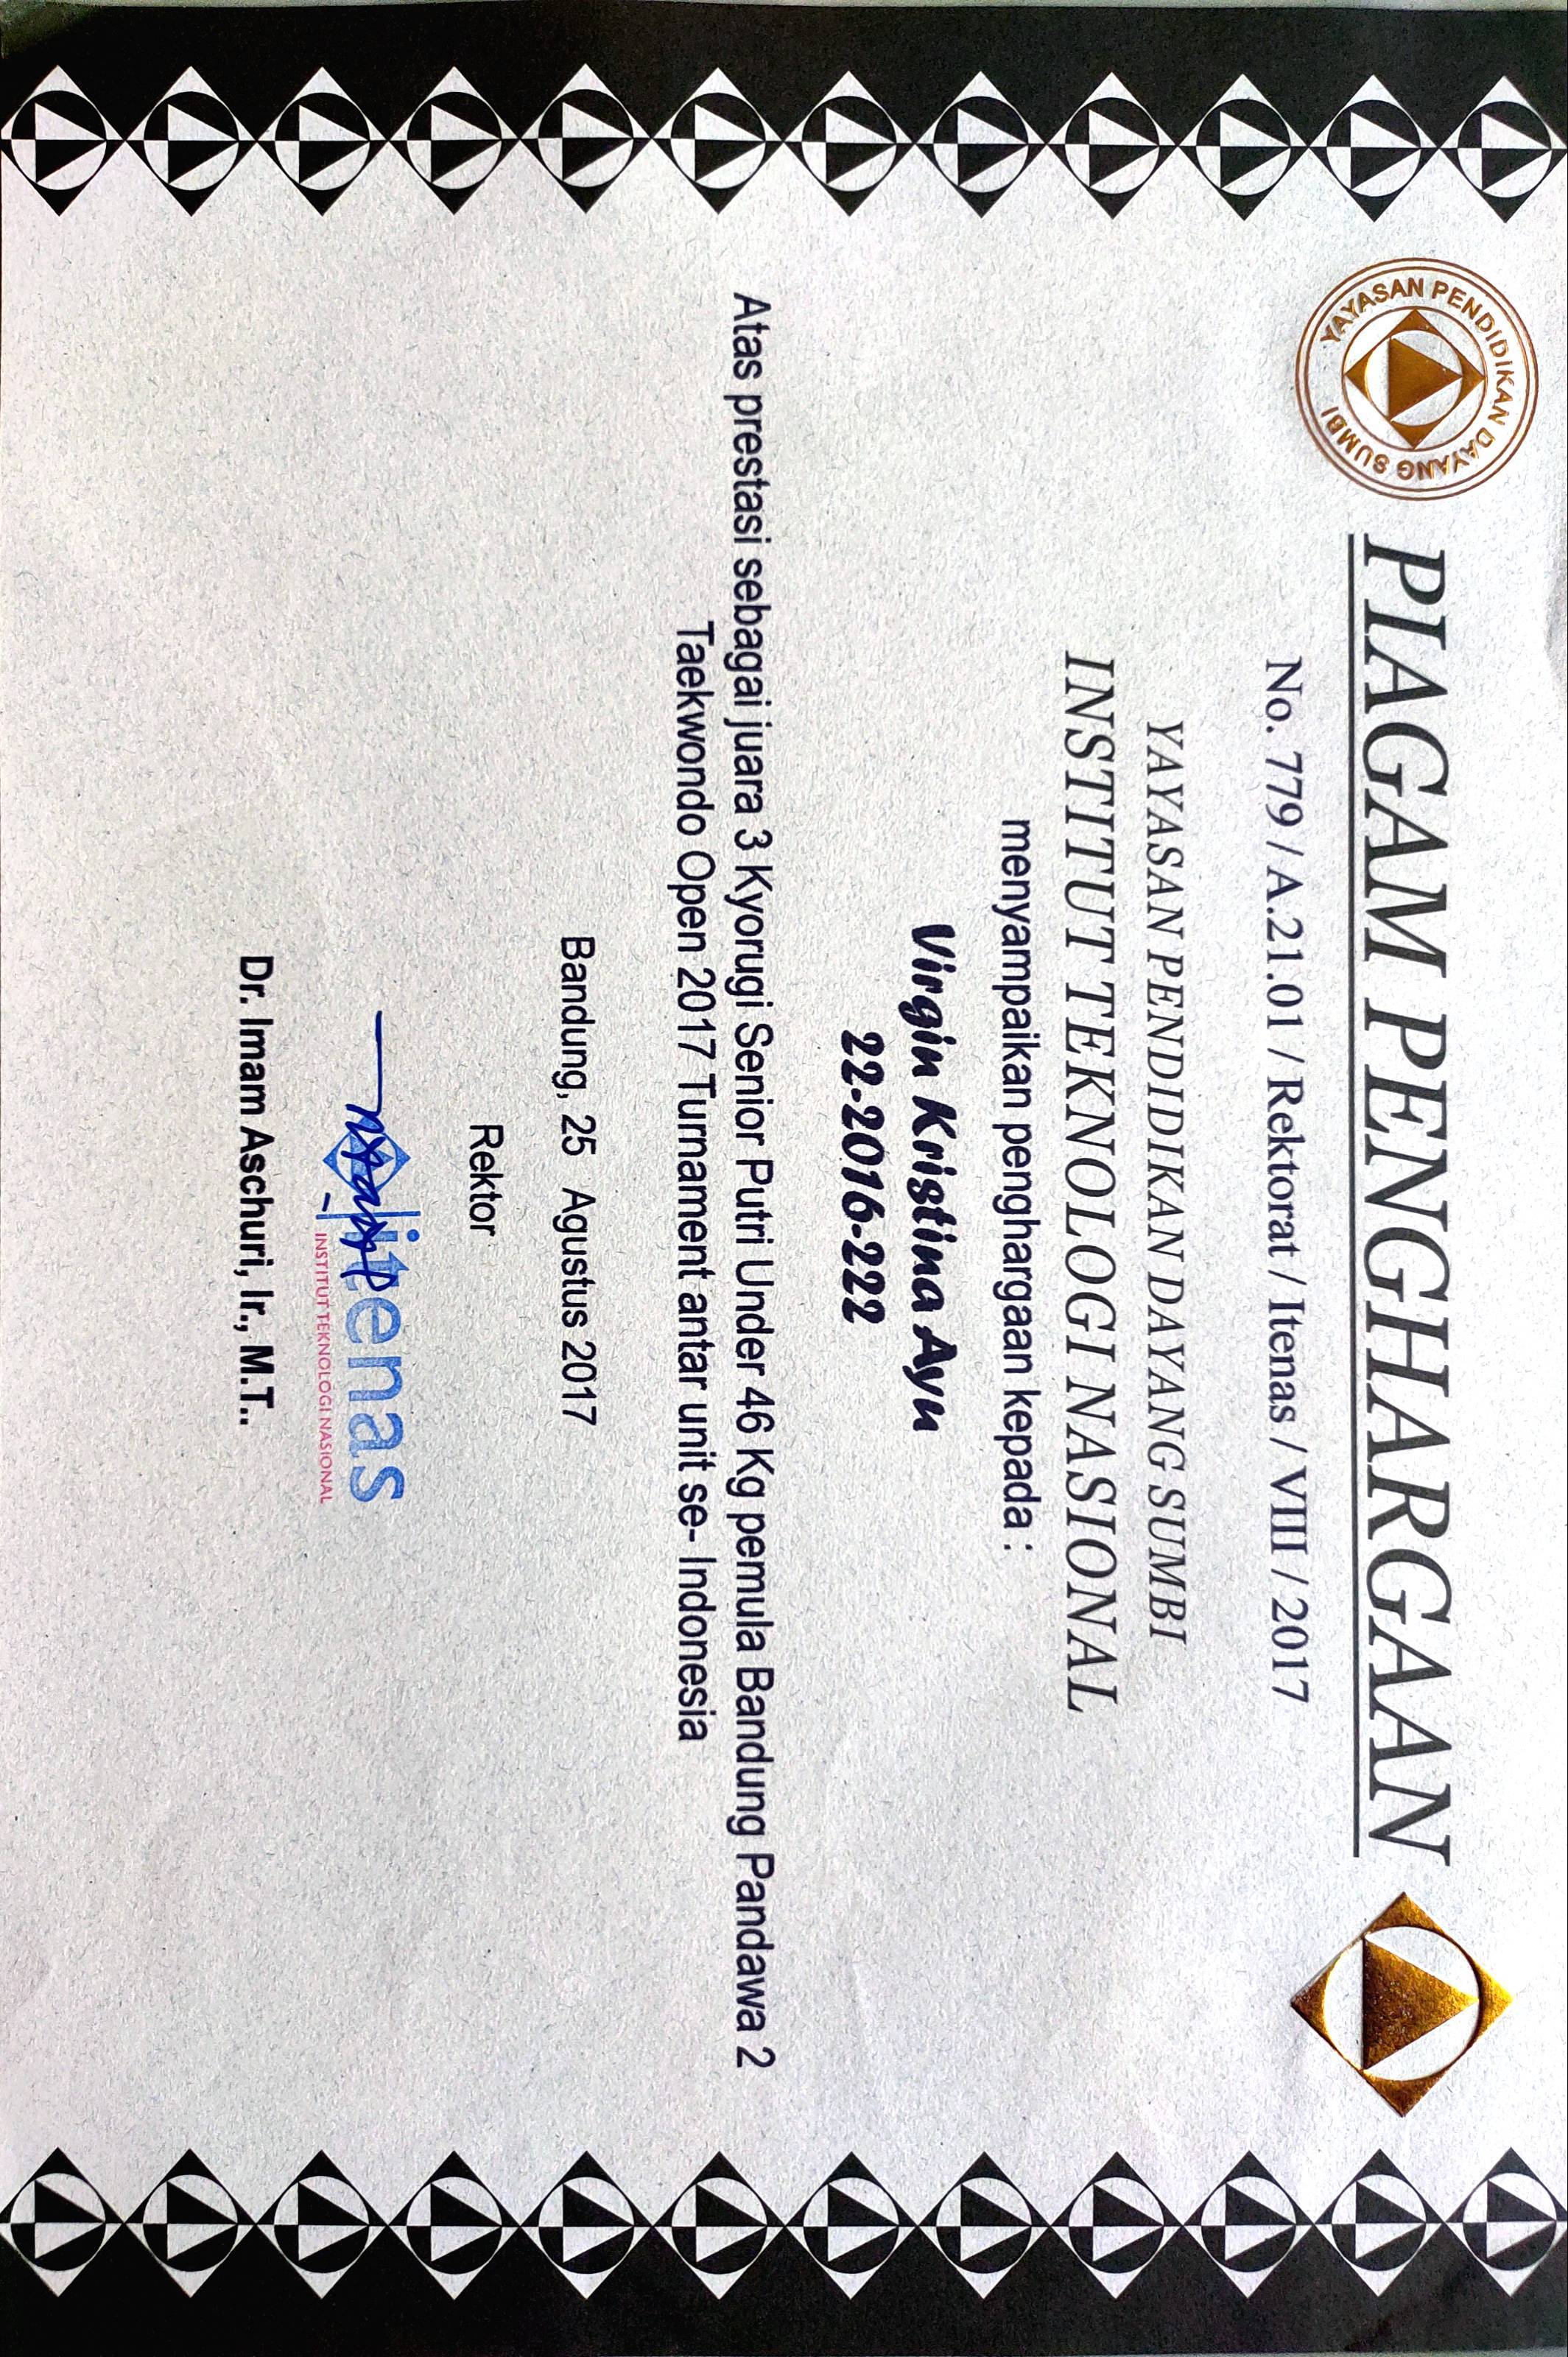 YAYASAN PENDIDIKAN DAYANG SUMBI
PIAGAM PENGHARGAAN
No. 779 / A.21.01 / Rektorat / Itenas / VIII / 2017
YAYASAN PENDIDIKAN DAYANG SUMBI
INSTITUT TEKNOLOGI NASIONAL
menyampaikan penghargaan kepada :
Virgin Kristina Ayu
22-2016-222
Atas prestasi sebagai juara 3 Kyorugi Senior Putri Under 46 Kg pemula Bandung Pandawa 2
Taekwondo Open 2017 Turnament antar unit se- Indonesia
Bandung, 25 Agustus 2017
Rektor
itenas
INSTITUT TEKNOLOGI NASIONAL
Dr. Imam Aschuri, Ir., M.T..